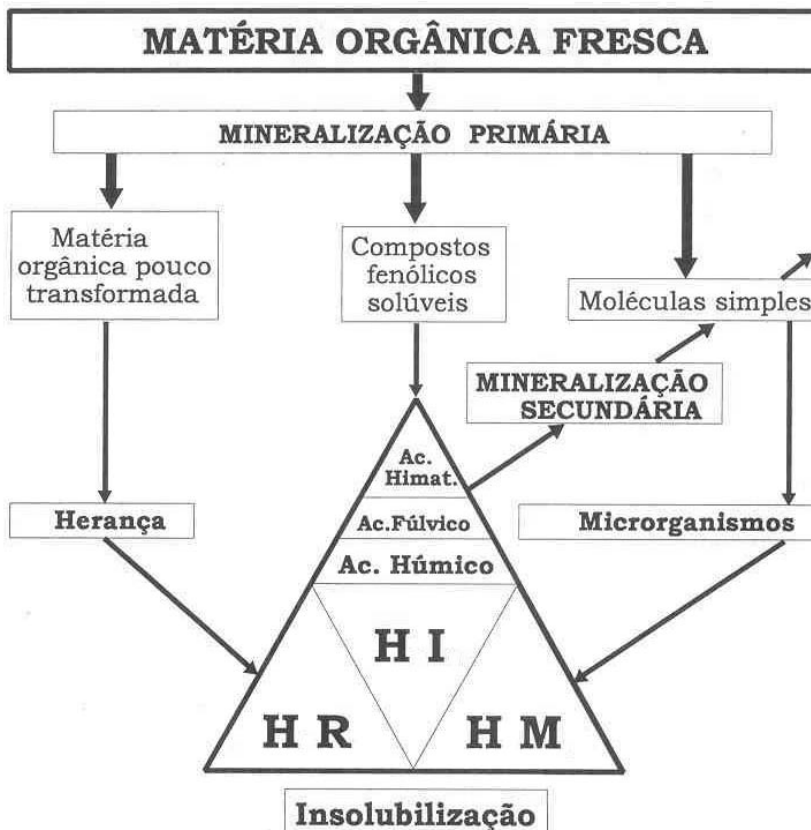 MATÉRIA ORGÂNICA FRESCA
MINERALIZAÇÃO PRIMÁRIA
Matéria
orgânica pouco
transformada
Compostos
fenólicos
solúveis
Moléculas simples
MINERALIZAÇÃO
SECUNDÁRIA
Ac.
Himat.
Herança
Ac.Fúlvico
Microrganismos
Ac. Húmico
H I
H R
H M
Insolubilização